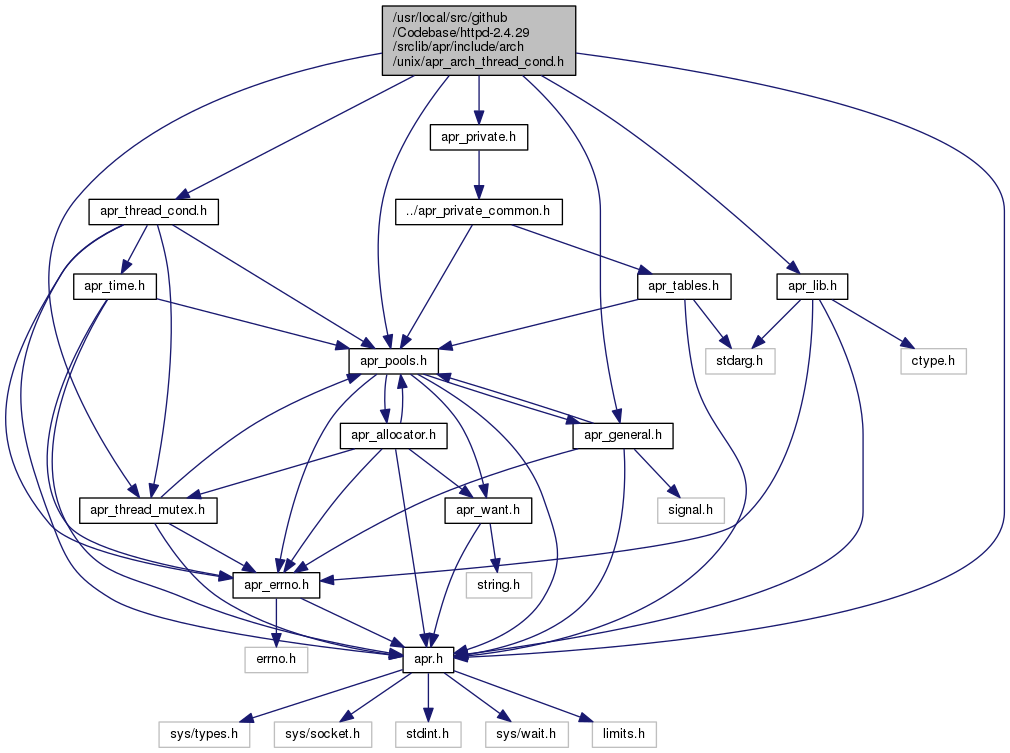 /usr/local/src/github
/Codebase/httpd-2.4.29
/srclib/apr/include/arch
/unix/apr_arch_thread_cond.h
apr_private.h
apr_thread_cond.h
../apr_private_common.h
apr_time.h
apr_tables.h
apr_lib.h
apr_pools.h
stdarg.h
ctype.h
apr_allocator.h
apr_general.h
apr_thread_mutex.h
apr_want.h
signal.h
apr_errno.h
string.h
errno.h
apr.h
sys/types.h
sys/socket.h
stdint.h
sys/wait.h
limits.h